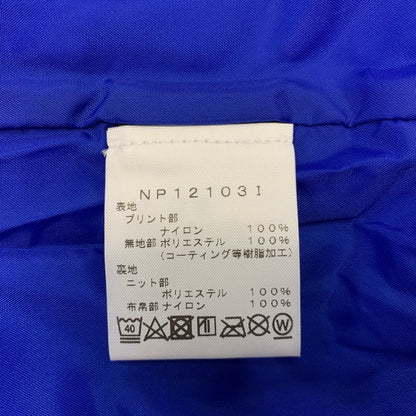 NP12103I
表地
プリント部
ナイロン 100%
無地部 ポリエステル 100%
(コーティング等樹脂加工)
裏地
ニット部
ポリエステル 100%
布帛部 ナイロン 100%
40
W